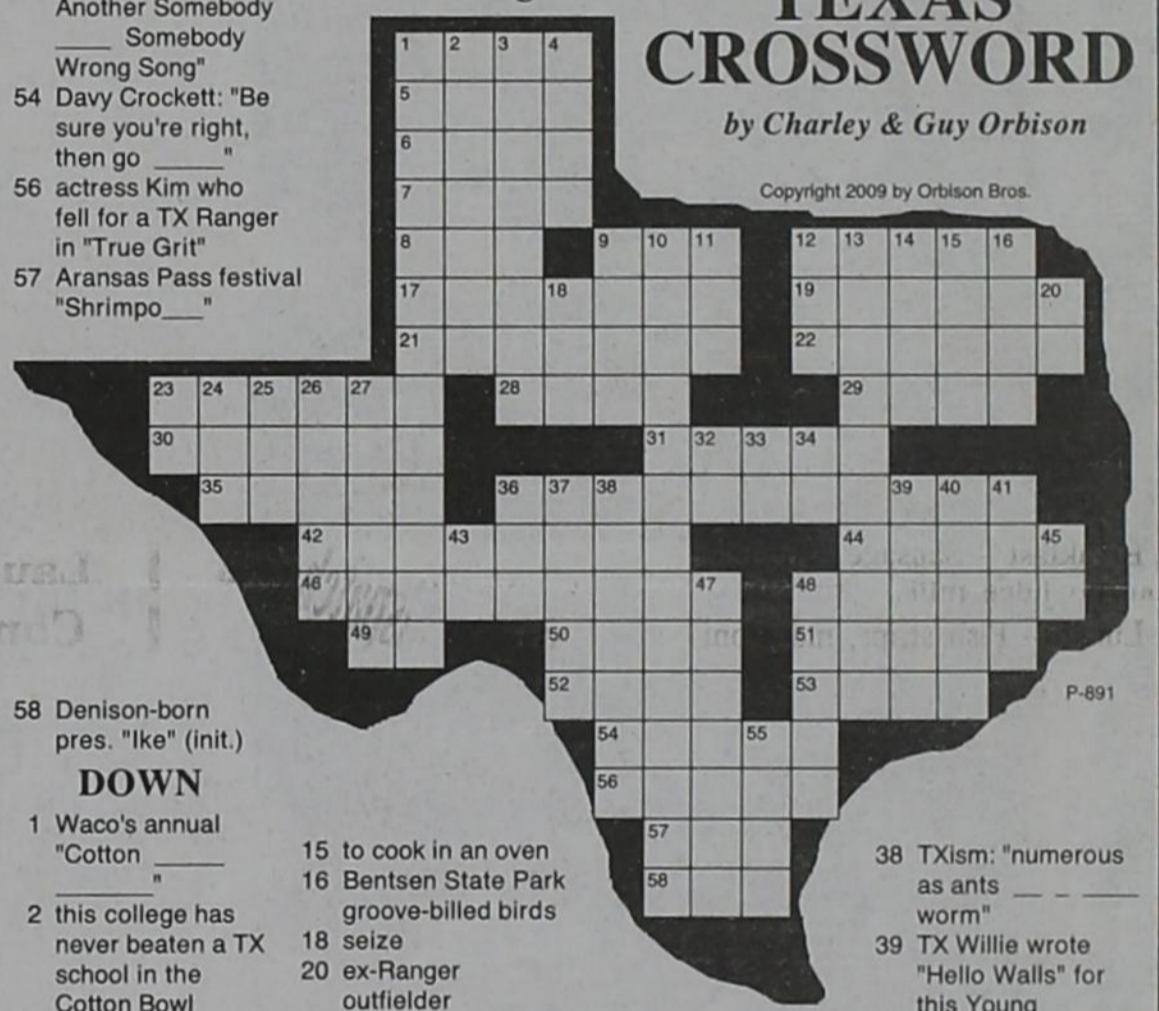 Another Somebody
____ Somebody
Wrong Song"
54 Davy Crockett: "Be
sure you're right,
then go _____"
56 actress Kim who
fell for a TX Ranger
in "True Grit"
57 Aransas Pass festival
"Shrimpo___"
TEXAS
CROSSWORD
by Charley & Guy Orbison
Copyright 2009 by Orbison Bros.
1 2 3 4
5
6
7
8 9 10 11 12 13 14 15 16
17 18 19 20
21 22
23 24 25 26 27 28 29
30 31 32 33 34
35 36 37 38 39 40 41
42 43 44 45
46 47 48
49 50 51
52 53
P-891
54 55
56
57
58
58 Denison-born
pres. "Ike" (init.)
DOWN
1 Waco's annual
"Cotton _____
_______"
2 this college has
never beaten a TX
school in the
Cotton Bowl
15 to cook in an oven
16 Bentsen State Park
groove-billed birds
18 seize
20 ex-Ranger
outfielder
38 TXism: "numerous
as ants __ _ ____
worm"
39 TX Willie wrote
"Hello Walls" for
this Young